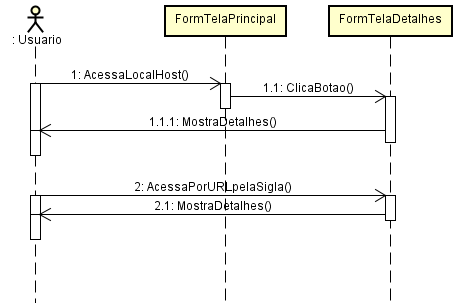 : Usuario
FormTelaPrincipal
FormTelaDetalhes
1: AcessaLocalHost()
1.1: ClicaBotao()
1.1.1: MostraDetalhes()
2: AcessaPorURLpelaSigla()
2.1: MostraDetalhes()